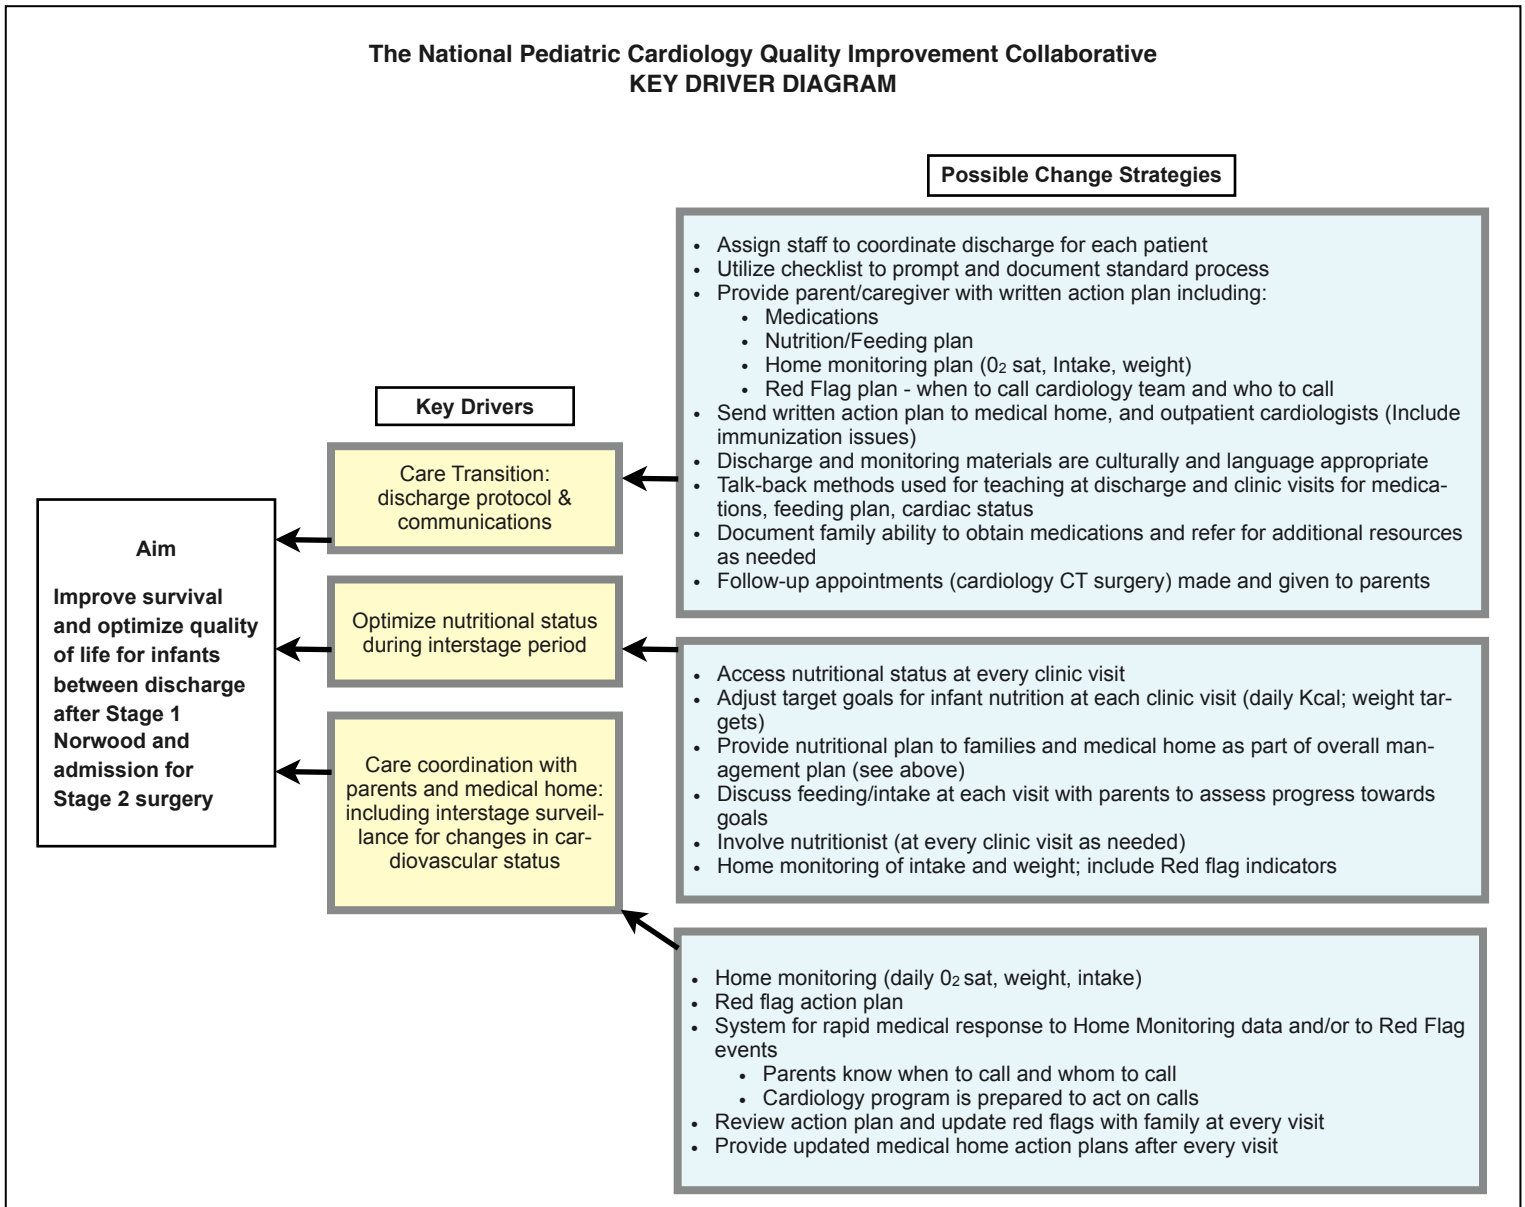 The National Pediatric Cardiology Quality Improvement Collaborative
KEY DRIVER DIAGRAM
Possible Change Strategies
• Assign staff to coordinate discharge for each patient
• Utilize checklist to prompt and document standard process
• Provide parent/caregiver with written action plan including:
• Medications
• Nutrition/Feeding plan
• Home monitoring plan (0₂ sat, Intake, weight)
• Red Flag plan - when to call cardiology team and who to call
• Send written action plan to medical home, and outpatient cardiologists (Include
immunization issues)
• Discharge and monitoring materials are culturally and language appropriate
• Talk-back methods used for teaching at discharge and clinic visits for medica-
tions, feeding plan, cardiac status
• Document family ability to obtain medications and refer for additional resources
as needed
• Follow-up appointments (cardiology CT surgery) made and given to parents
Key Drivers
Care Transition:
discharge protocol &
communications
Aim
Improve survival
and optimize quality
of life for infants
between discharge
after Stage 1
Norwood and
admission for
Stage 2 surgery
Optimize nutritional status
during interstage period
• Access nutritional status at every clinic visit
• Adjust target goals for infant nutrition at each clinic visit (daily Kcal; weight tar-
gets)
• Provide nutritional plan to families and medical home as part of overall man-
agement plan (see above)
• Discuss feeding/intake at each visit with parents to assess progress towards
goals
• Involve nutritionist (at every clinic visit as needed)
• Home monitoring of intake and weight; include Red flag indicators
Care coordination with
parents and medical home:
including interstage surveil-
lance for changes in car-
diovascular status
• Home monitoring (daily 0₂ sat, weight, intake)
• Red flag action plan
• System for rapid medical response to Home Monitoring data and/or to Red Flag
events
• Parents know when to call and whom to call
• Cardiology program is prepared to act on calls
• Review action plan and update red flags with family at every visit
• Provide updated medical home action plans after every visit